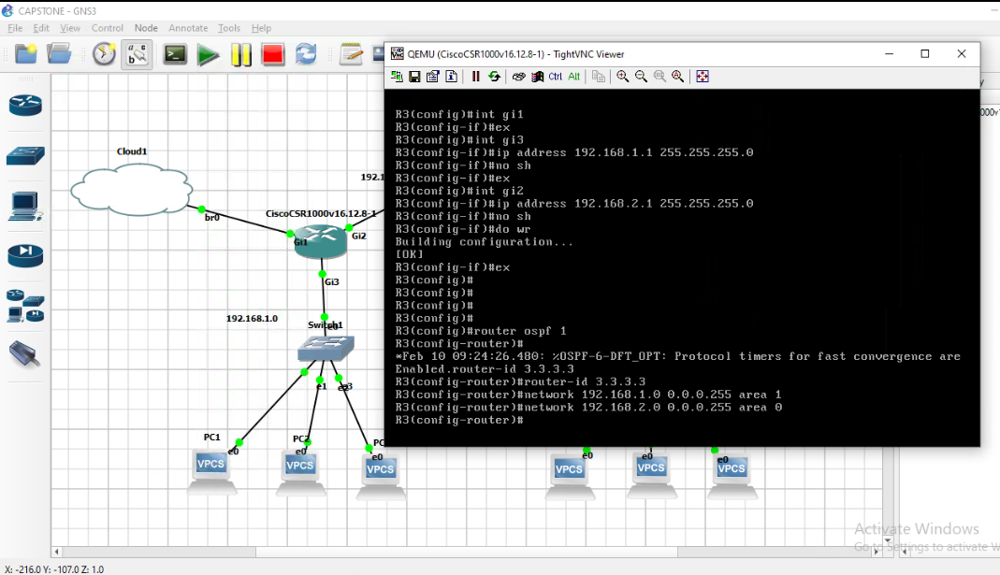 CAPSTONE - GNS3
File Edit View Control Node Annotate Tools Help
QEMU (CiscoCSR1000v16.12.8-1) - TightVNC Viewer
Ctrl Alt
R3(config)#int gi1
R3(config-if)#ex
R3(config)#int gi3
R3(config-if)#ip address 192.168.1.1 255.255.255.0
R3(config-if)#no sh
R3(config-if)#ex
R3(config)#int gi2
R3(config-if)#ip address 192.168.2.1 255.255.255.0
R3(config-if)#no sh
R3(config-if)#do wr
Building configuration...
[OK]
R3(config-if)#ex
R3(config)#
R3(config)#
R3(config)#
R3(config)#
R3(config)#router ospf 1
R3(config-router)#
*Feb 10 09:24:26.480: %OSPF-6-DFT_OPT: Protocol timers for fast convergence are
Enabled.router-id 3.3.3.3
R3(config-router)#router-id 3.3.3.3
R3(config-router)#network 192.168.1.0 0.0.0.255 area 1
R3(config-router)#network 192.168.2.0 0.0.0.255 area 0
R3(config-router)#
Cloud1
192.1
br0
CiscoCSR1000v16.12.8-1
Gi1
Gi2
Gi3
192.168.1.0
Switch1
e0
e1
e2
e3
PC1
e0
VPCS
PC2
e0
VPCS
PC
e0
VPCS
e0
VPCS
e0
VPCS
e0
VPCS
000v1
Activate Windows
Go to Settings to activate W
X: -216.0 Y: -107.0 Z: 1.0